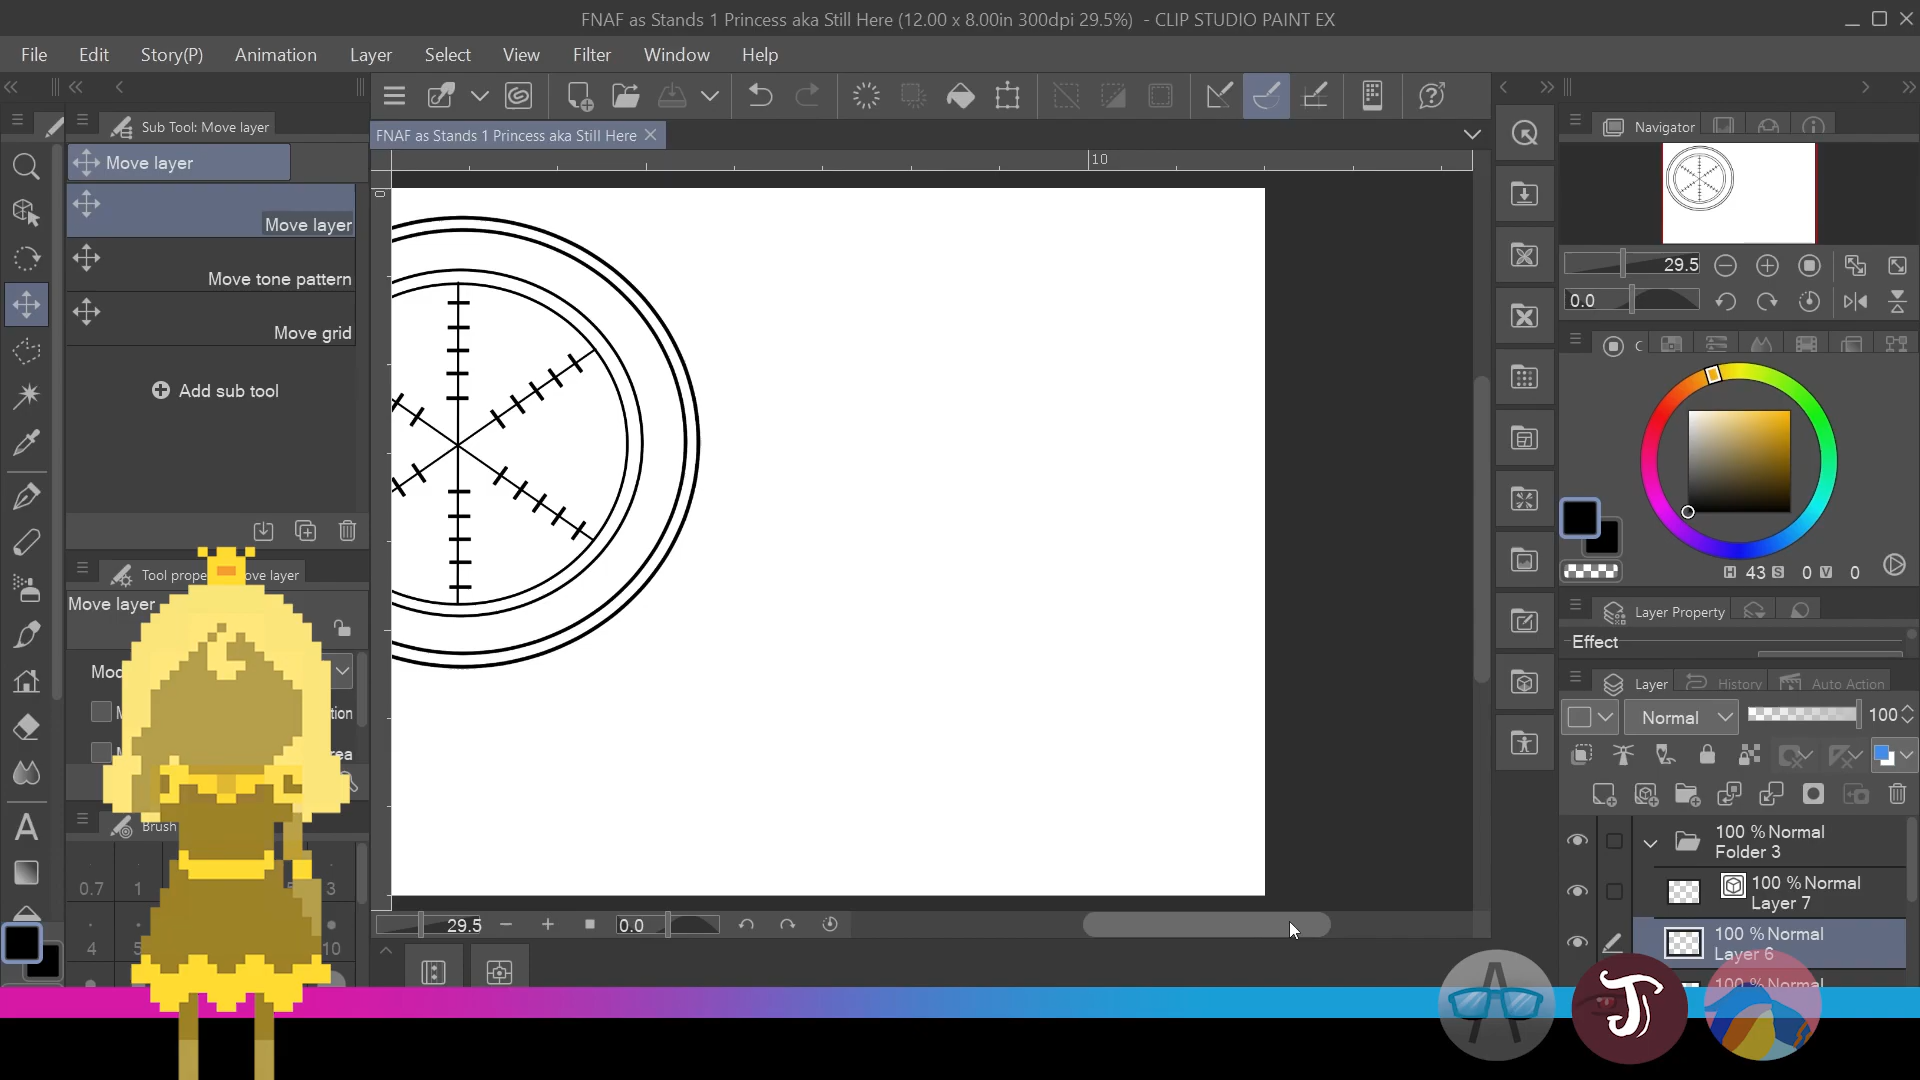 FNAF as Stands 1 Princess aka Still Here (12.00 x 8.00in 300dpi 29.5%) - CLIP STUDIO PAINT EX
File Edit Story(P) Animation Layer Select View Filter Window Help
Sub Tool: Move layer
FNAF as Stands 1 Princess aka Still Here
Navigator
Move layer
10
0
Move layer
Move tone pattern
Move grid
29.5
0.0
C
Add sub tool
H 43 S 0 V 0
Move layer
Layer Property
Effect
Layer History Auto Action
Normal 100
Brush
0.7 1 3
4 10
A
100 % Normal
Folder 3
100 % Normal
Layer 7
100 % Normal
Layer 6
100 % Normal
29.5 0.0
J